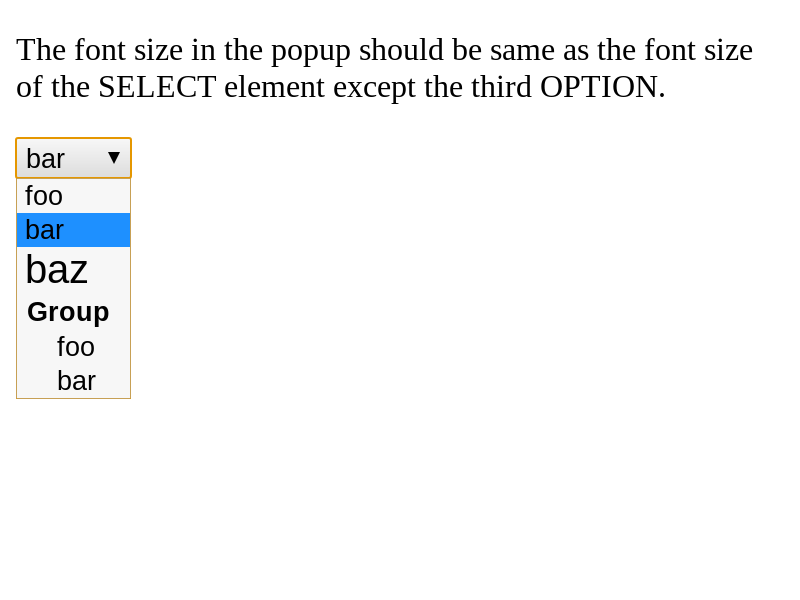 The font size in the popup should be same as the font size
of the SELECT element except the third OPTION.
bar ▼
foo
bar
baz
Group
foo
bar